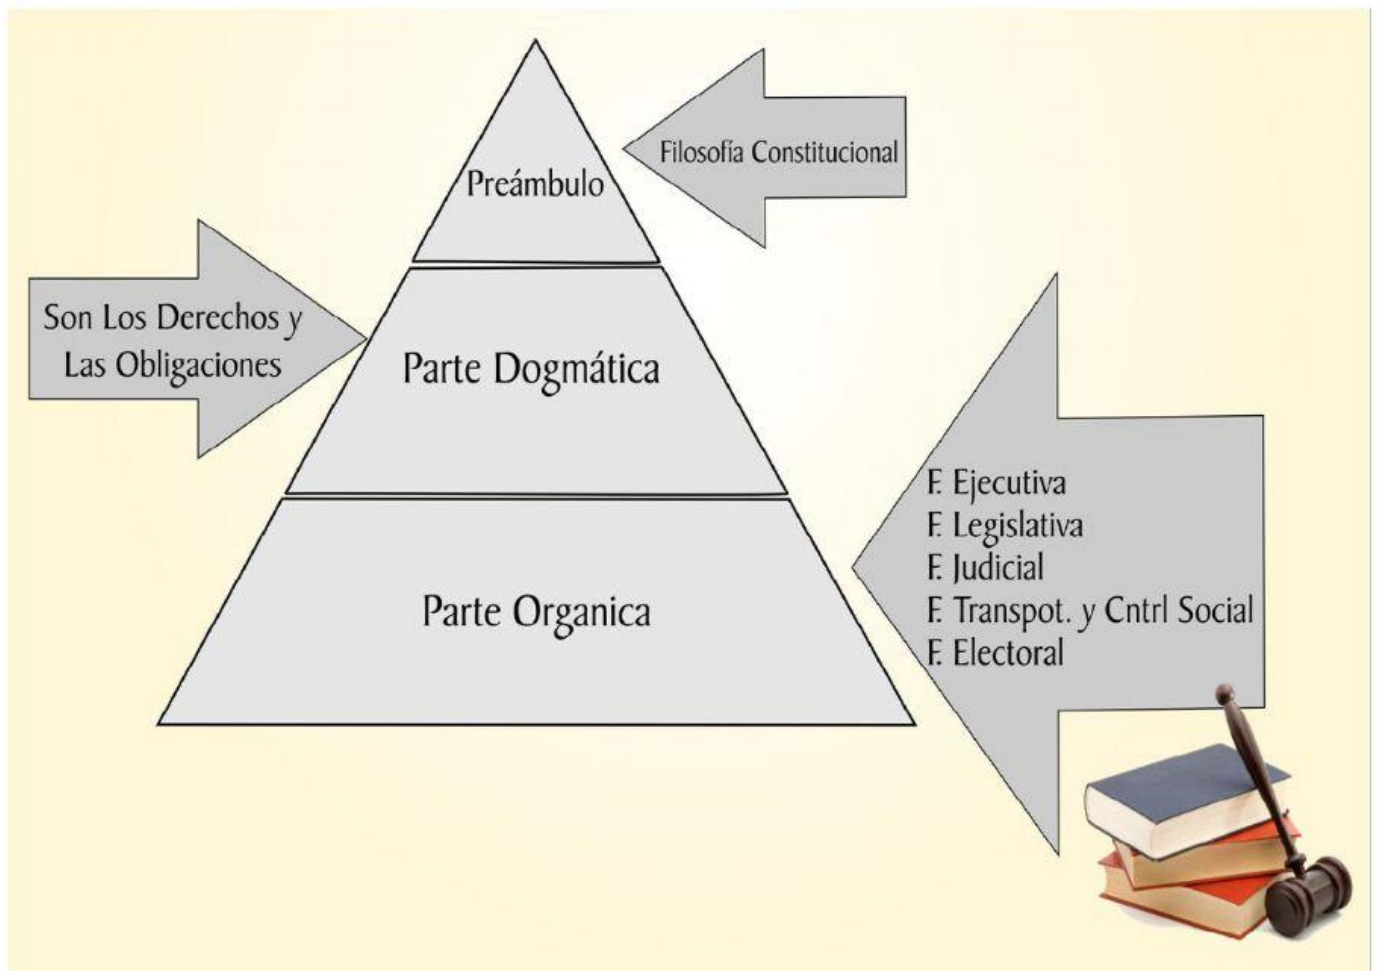 Preámbulo
Filosofía Constitucional
Son Los Derechos y
Las Obligaciones
Parte Dogmática
Parte Organica
F. Ejecutiva
F. Legislativa
F. Judicial
F. Transpot. y Cntrl Social
F. Electoral